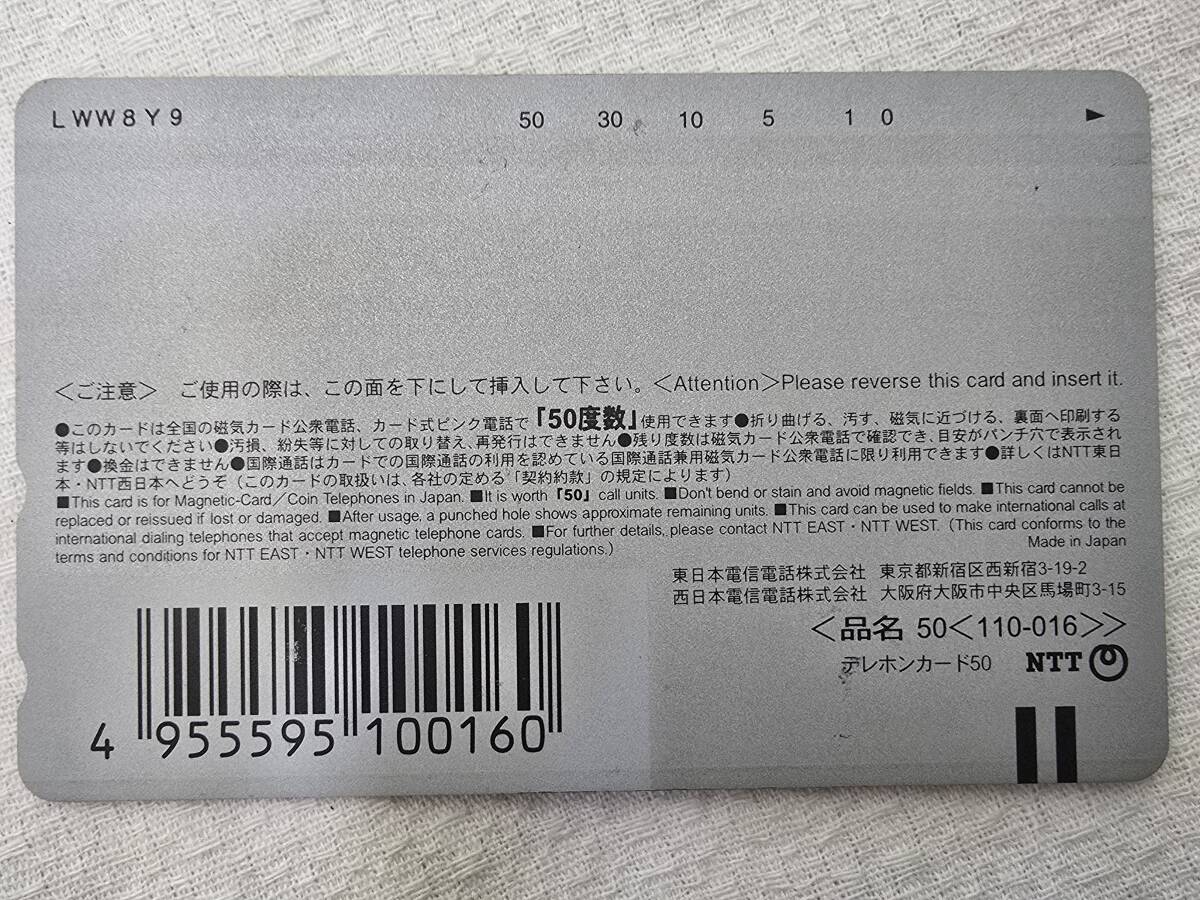 LWW8Y9 50 30 10 5 1 0 ►
＜ご注意＞ ご使用の際は、この面を下にして挿入して下さい。＜Attention＞Please reverse this card and insert it.
●このカードは全国の磁気カード公衆電話、カード式ピンク電話で「50度数」使用できます●折り曲げる、汚す、磁気に近づける、裏面へ印刷する
等はしないでください●汚損、紛失等に対しての取り替え、再発行はできません●残り度数は磁気カード公衆電話で確認でき、目安がパンチ穴で表示され
ます●換金はできません●国際通話はカードでの国際通話の利用を認めている国際通話兼用磁気カード公衆電話に限り利用できます●詳しくはNTT東日
本・NTT西日本へどうぞ（このカードの取扱いは、各社の定める「契約約款」の規定によります）
■This card is for Magnetic-Card／Coin Telephones in Japan. ■It is worth「50」call units. ■Don't bend or stain and avoid magnetic fields. ■This card cannot be
replaced or reissued if lost or damaged. ■After usage, a punched hole shows approximate remaining units. ■This card can be used to make international calls at
international dialing telephones that accept magnetic telephone cards. ■For further details, please contact NTT EAST・NTT WEST.（This card conforms to the
terms and conditions for NTT EAST・NTT WEST telephone services regulations.）
Made in Japan
東日本電信電話株式会社 東京都新宿区西新宿3-19-2
西日本電信電話株式会社 大阪府大阪市中央区馬場町3-15
＜品名 50＜110-016＞＞
テレホンカード50 NTT
4 955595 100160